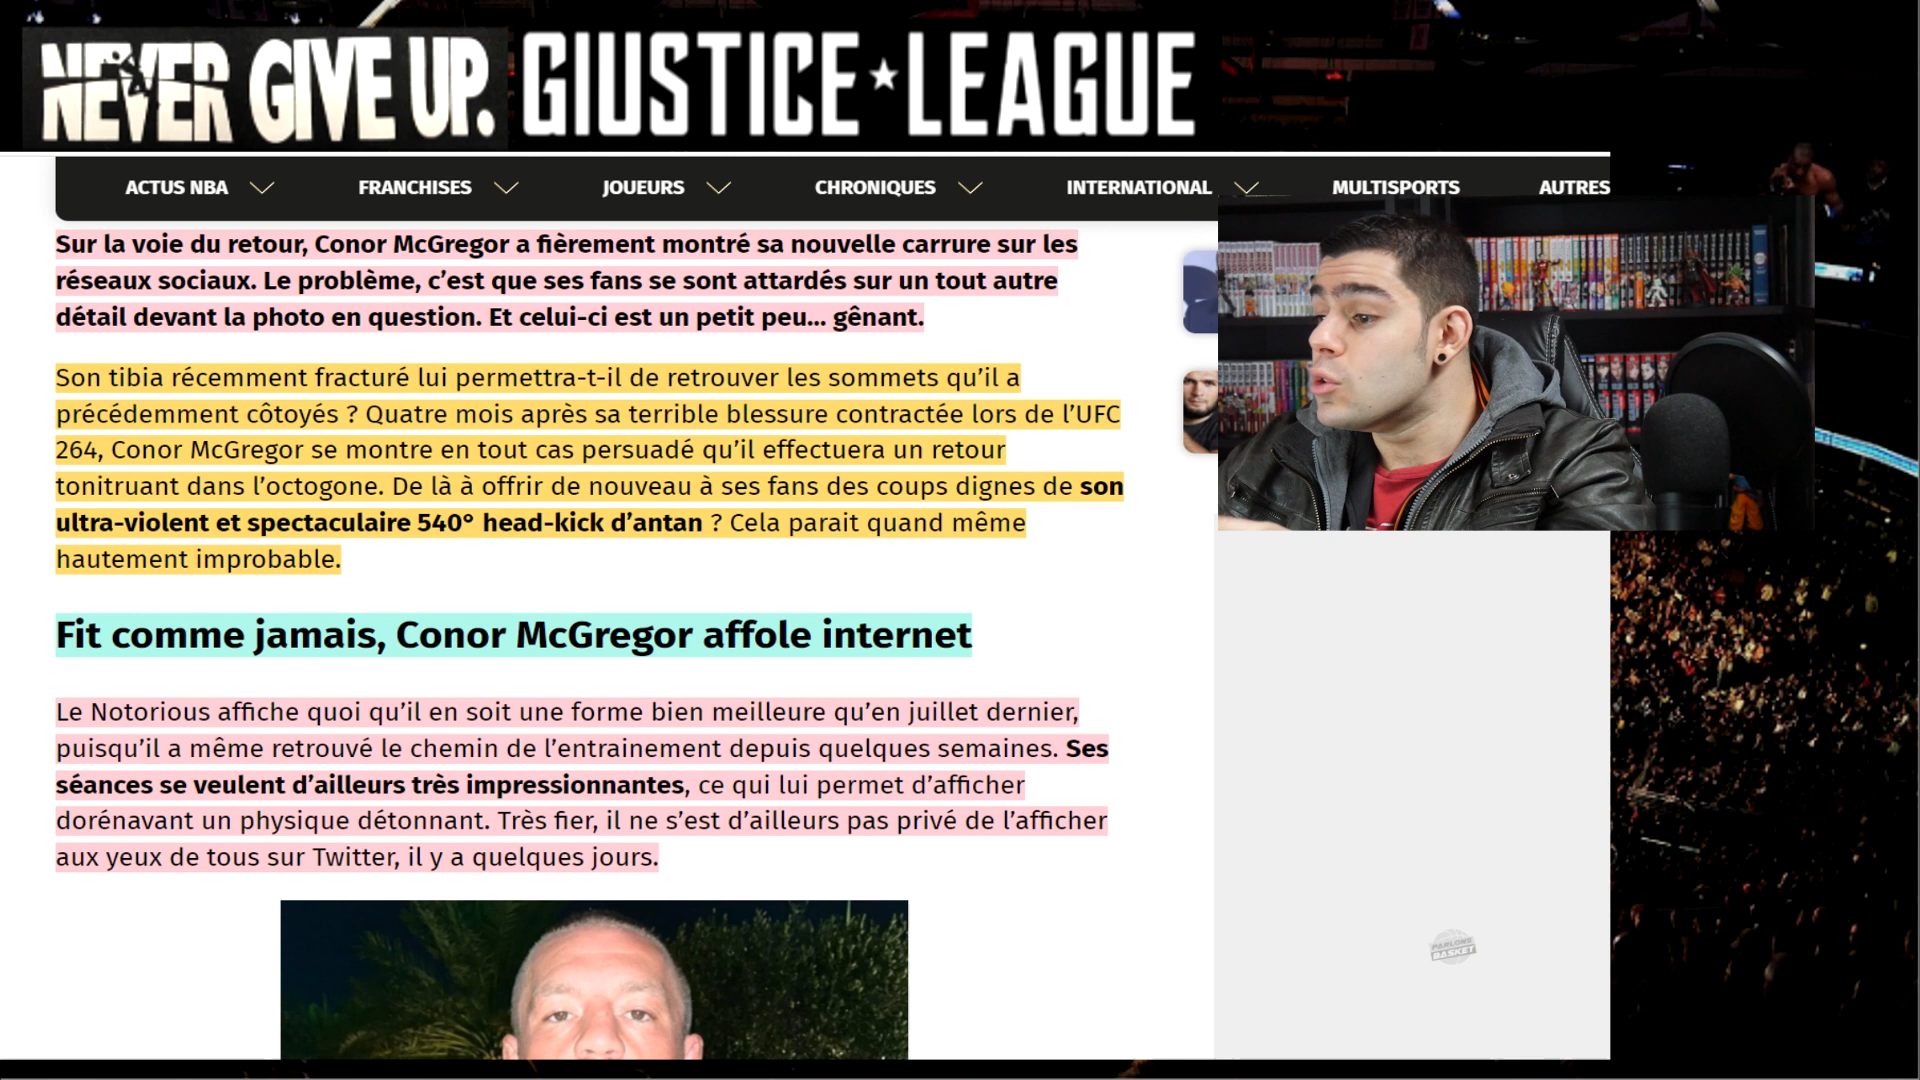 NEVER GIVE UP. GIUSTICE★LEAGUE
ACTUS NBA FRANCHISES JOUEURS CHRONIQUES INTERNATIONAL MULTISPORTS AUTRES
Sur la voie du retour, Conor McGregor a fièrement montré sa nouvelle carrure sur les
réseaux sociaux. Le problème, c’est que ses fans se sont attardés sur un tout autre
détail devant la photo en question. Et celui-ci est un petit peu… gênant.
Son tibia récemment fracturé lui permettra-t-il de retrouver les sommets qu’il a
précédemment côtoyés ? Quatre mois après sa terrible blessure contractée lors de l’UFC
264, Conor McGregor se montre en tout cas persuadé qu’il effectuera un retour
tonitruant dans l’octogone. De là à offrir de nouveau à ses fans des coups dignes de son
ultra-violent et spectaculaire 540° head-kick d’antan ? Cela parait quand même
hautement improbable.
Fit comme jamais, Conor McGregor affole internet
Le Notorious affiche quoi qu’il en soit une forme bien meilleure qu’en juillet dernier,
puisqu’il a même retrouvé le chemin de l’entrainement depuis quelques semaines. Ses
séances se veulent d’ailleurs très impressionnantes, ce qui lui permet d’afficher
dorénavant un physique détonnant. Très fier, il ne s’est d’ailleurs pas privé de l’afficher
aux yeux de tous sur Twitter, il y a quelques jours.
PARLONS
BASKET